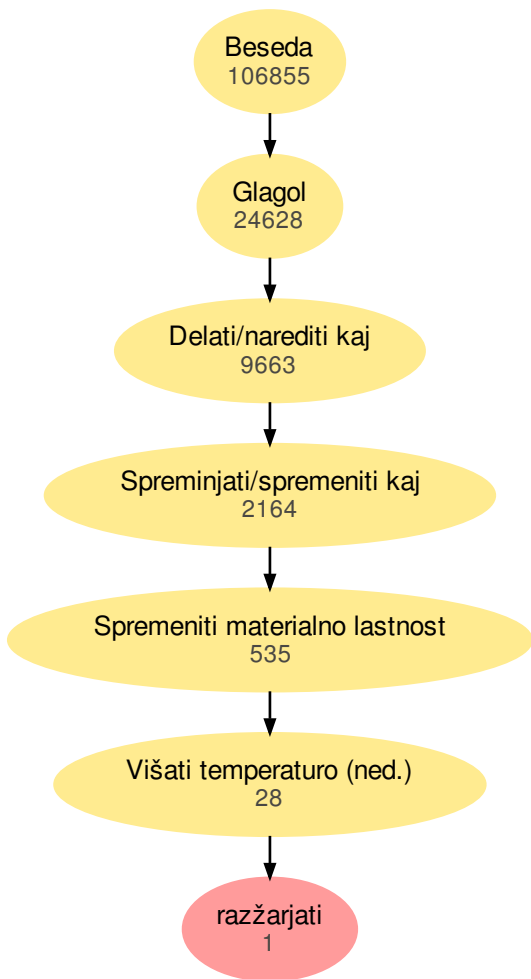 Beseda
106855
Glagol
24628
Delati/narediti kaj
9663
Spreminjati/spremeniti kaj
2164
Spremeniti materialno lastnost
535
Višati temperaturo (ned.)
28
razžarjati
1